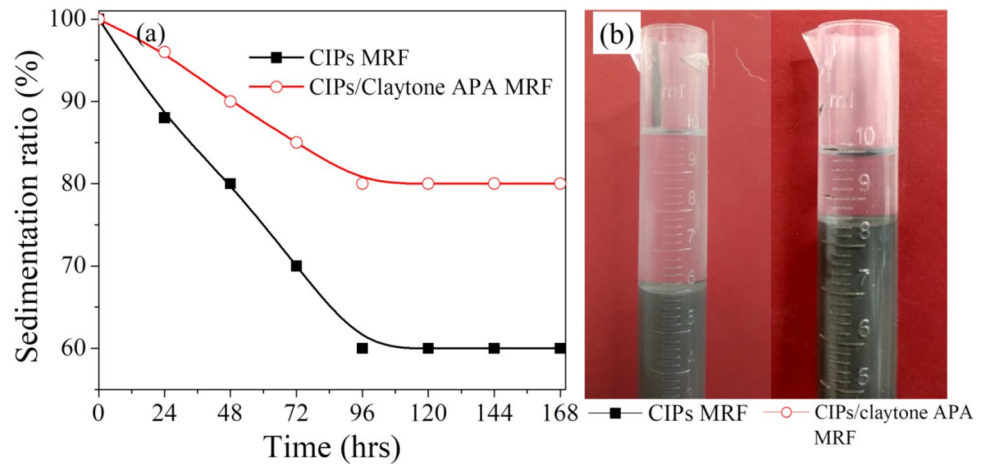 (a)
CIPs MRF
CIPs/Claytone APA MRF
Sedimentation ratio (%)
100
90
80
70
60
0 24 48 72 96 120 144 168
Time (hrs)
(b)
ml
10
9
8
7
6
5
ml
10
9
8
7
6
5
CIPs MRF
CIPs/claytone APA
MRF